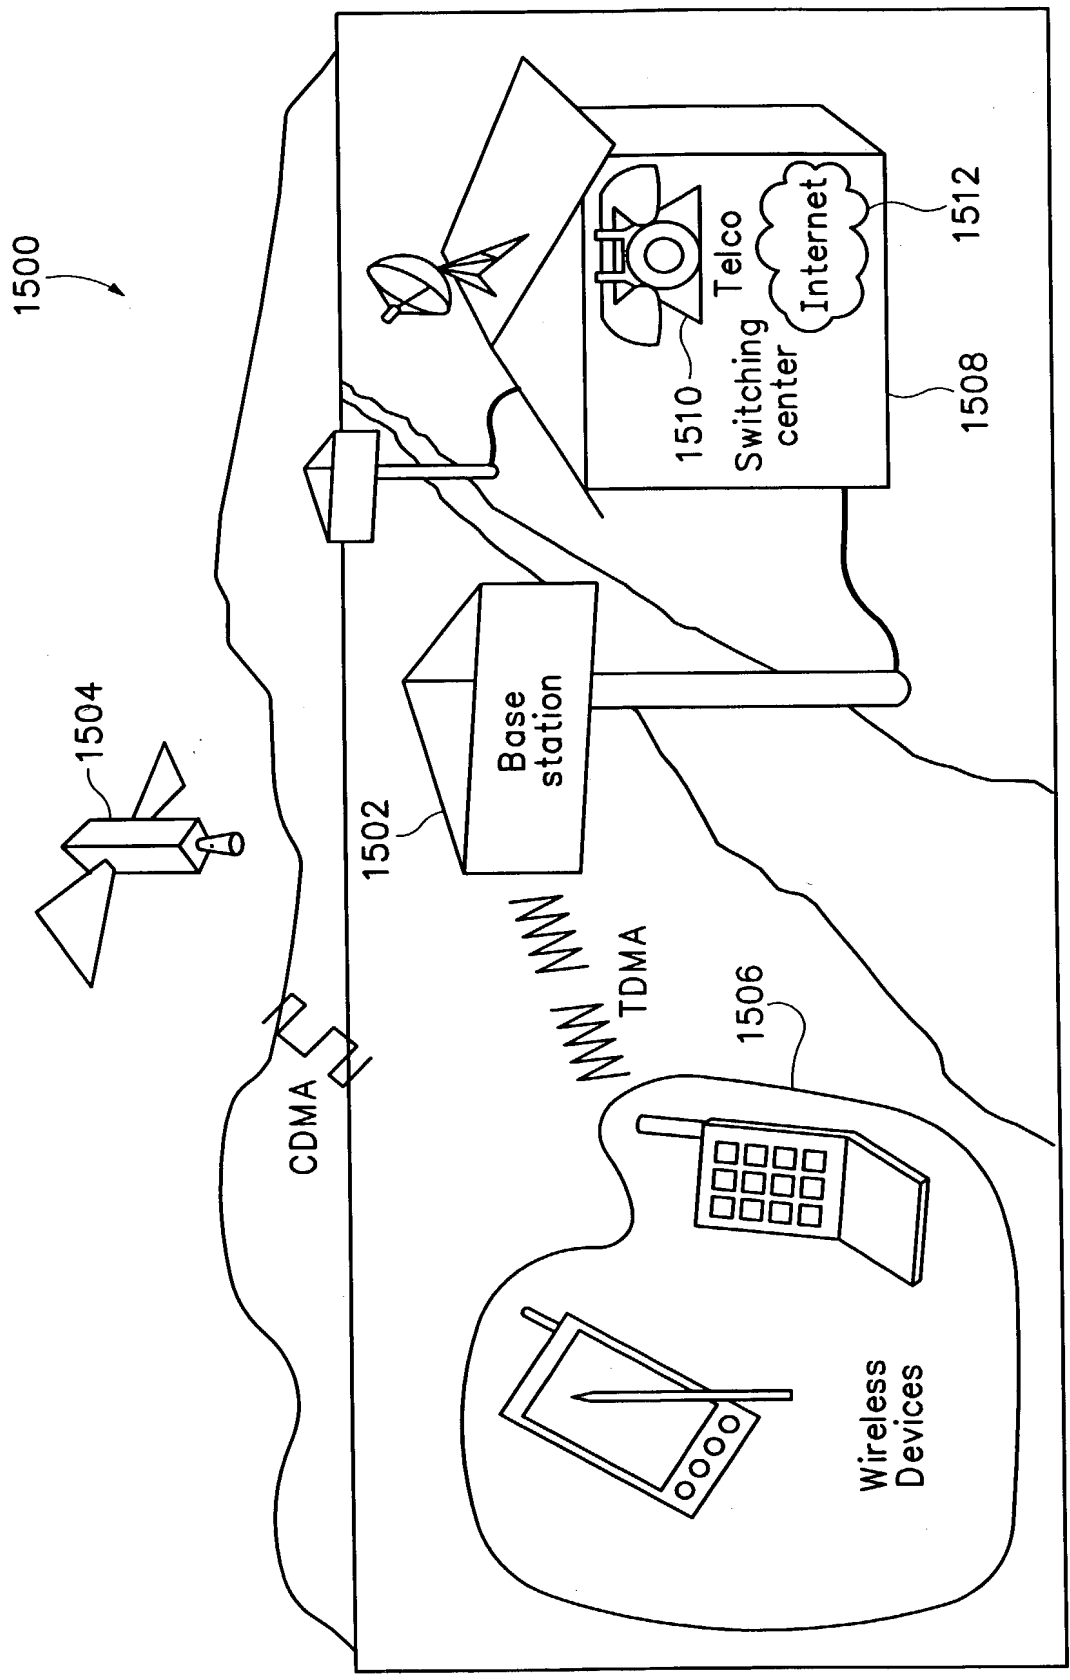 1500
1504
CDMA
1502
Base
station
TDMA
1506
Wireless
Devices
1510
Telco
Switching
center
Internet
1512
1508